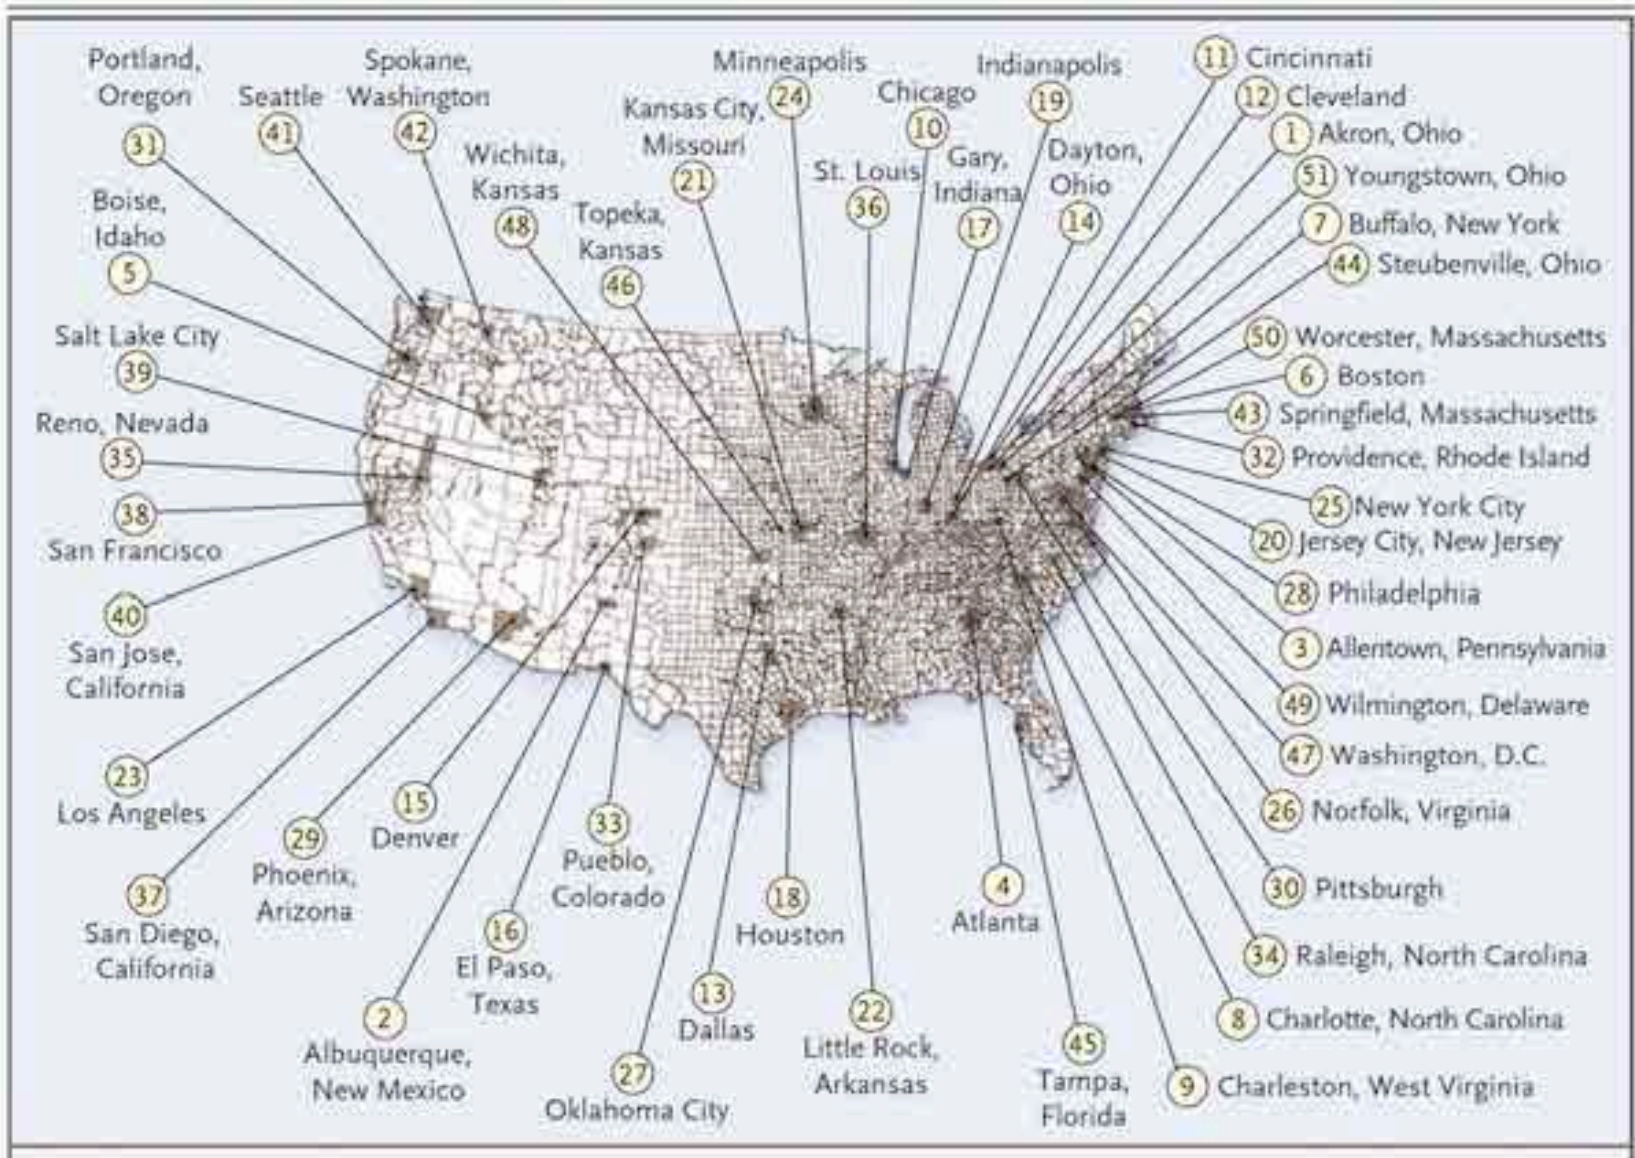 Portland,
Oregon
31
Seattle
41
Spokane,
Washington
42
Minneapolis
24
Kansas City,
Missouri
21
Chicago
10
Indianapolis
19
11 Cincinnati
12 Cleveland
1 Akron, Ohio
51 Youngstown, Ohio
7 Buffalo, New York
44 Steubenville, Ohio
Boise,
Idaho
5
Wichita,
Kansas
48
Topeka,
Kansas
46
St. Louis
36
Gary,
Indiana
17
Dayton,
Ohio
14
Salt Lake City
39
Reno, Nevada
35
38
San Francisco
40
San Jose,
California
50 Worcester, Massachusetts
6 Boston
43 Springfield, Massachusetts
32 Providence, Rhode Island
25 New York City
20 Jersey City, New Jersey
28 Philadelphia
3 Allentown, Pennsylvania
49 Wilmington, Delaware
47 Washington, D.C.
26 Norfolk, Virginia
30 Pittsburgh
34 Raleigh, North Carolina
8 Charlotte, North Carolina
9 Charleston, West Virginia
23
Los Angeles
37
San Diego,
California
29
Phoenix,
Arizona
15
Denver
2
Albuquerque,
New Mexico
16
El Paso,
Texas
33
Pueblo,
Colorado
27
Oklahoma City
13
Dallas
18
Houston
22
Little Rock,
Arkansas
4
Atlanta
45
Tampa,
Florida